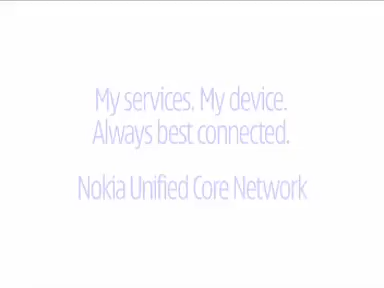 My services. My device.
Always best connected.
Nokia Unified Core Network